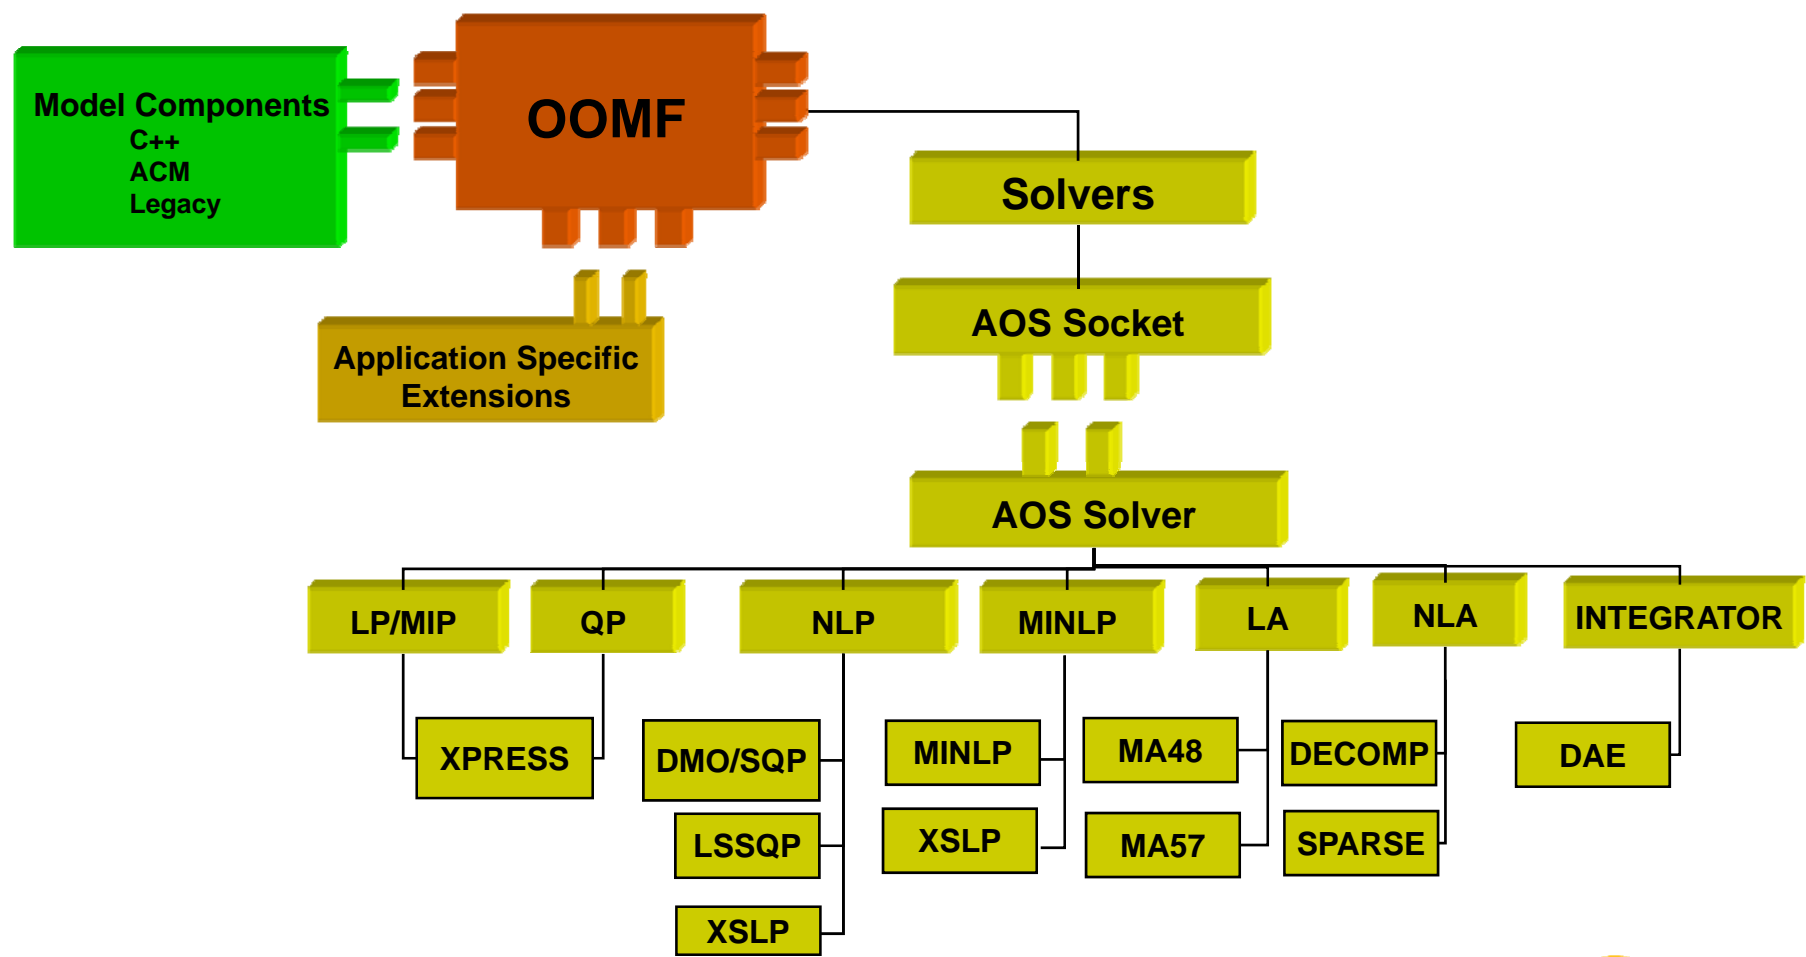 Model Components
C++
ACM
Legacy
OOMF
Application Specific
Extensions
Solvers
AOS Socket
AOS Solver
LP/MIP
QP
NLP
MINLP
LA
NLA
INTEGRATOR
XPRESS
DMO/SQP
LSSQP
XSLP
MINLP
XSLP
MA48
MA57
DECOMP
SPARSE
DAE